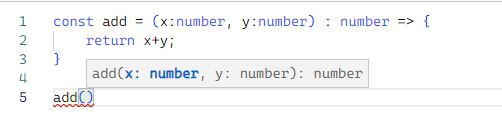 1 const add = (x:number, y:number) : number => {
2 return x+y;
3 }
add(x: number, y: number): number
4
5 add()